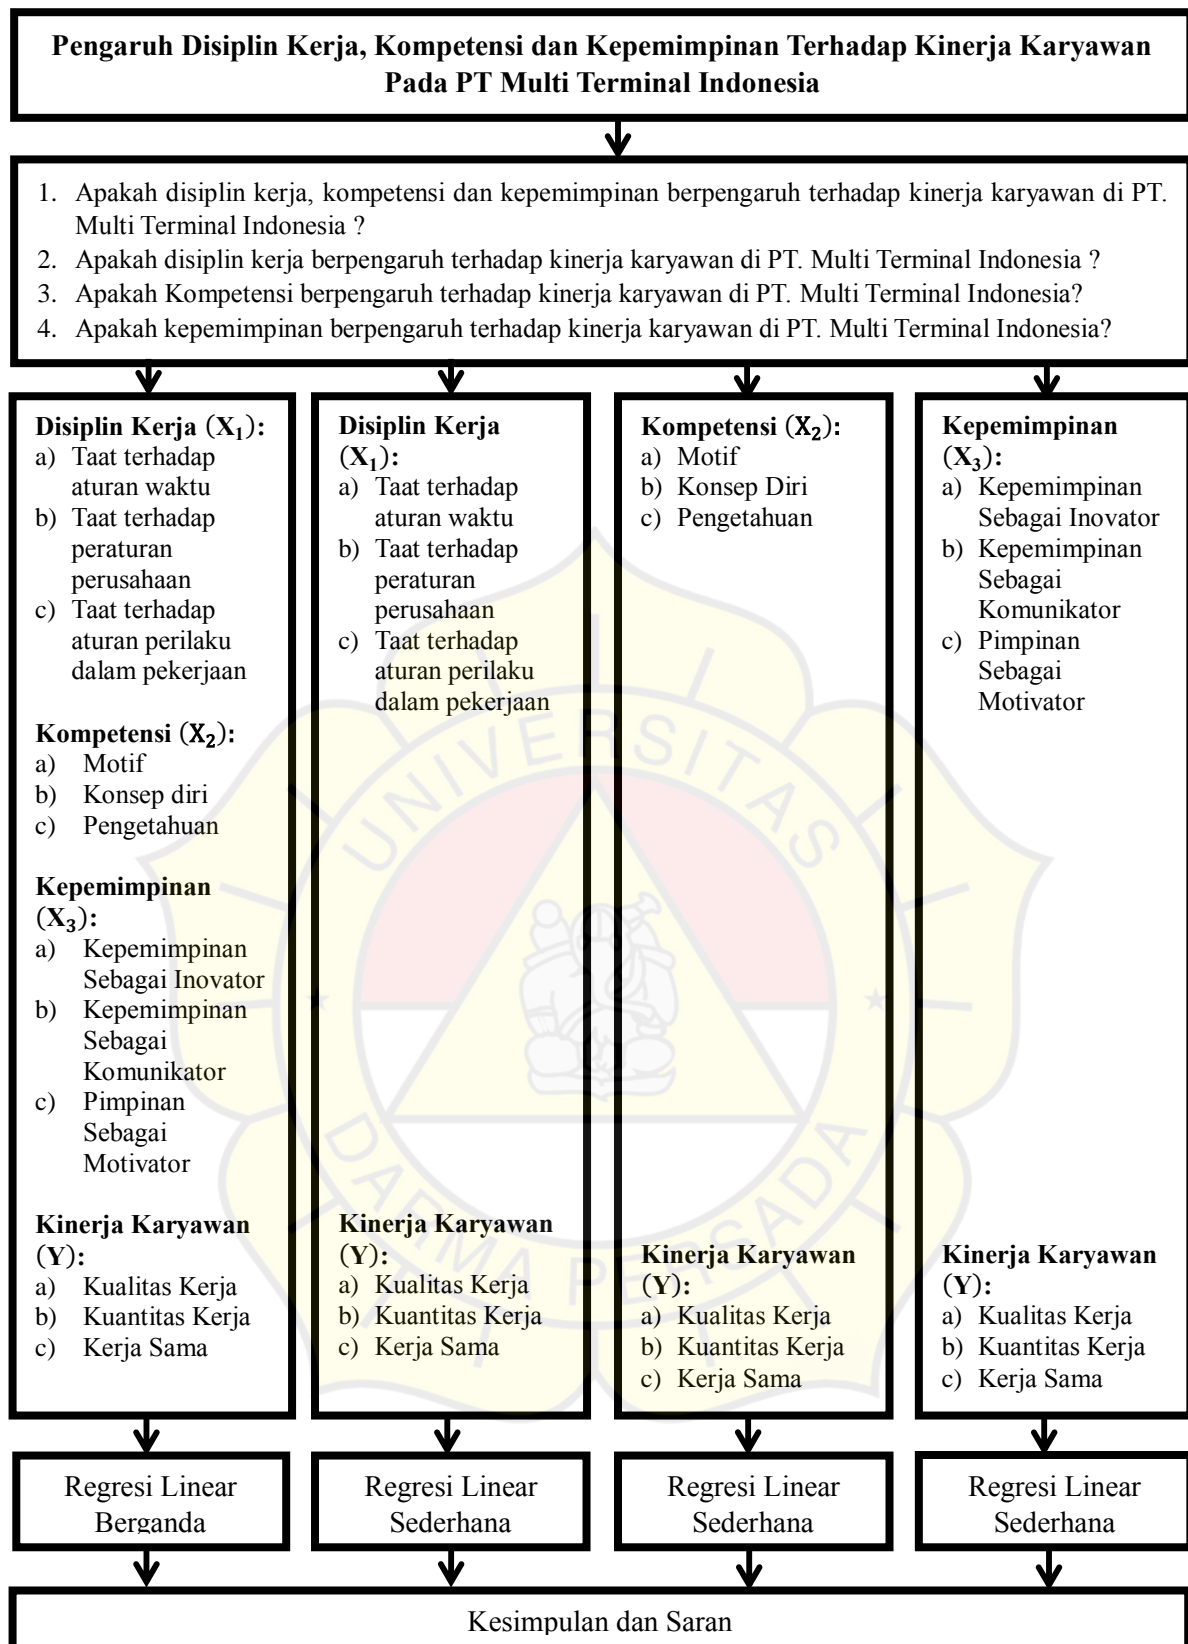 Pengaruh Disiplin Kerja, Kompetensi dan Kepemimpinan Terhadap Kinerja Karyawan
Pada PT Multi Terminal Indonesia
1. Apakah disiplin kerja, kompetensi dan kepemimpinan berpengaruh terhadap kinerja karyawan di PT.
Multi Terminal Indonesia ?
2. Apakah disiplin kerja berpengaruh terhadap kinerja karyawan di PT. Multi Terminal Indonesia ?
3. Apakah Kompetensi berpengaruh terhadap kinerja karyawan di PT. Multi Terminal Indonesia?
4. Apakah kepemimpinan berpengaruh terhadap kinerja karyawan di PT. Multi Terminal Indonesia?
Disiplin Kerja (X₁):
a) Taat terhadap
aturan waktu
b) Taat terhadap
peraturan
perusahaan
c) Taat terhadap
aturan perilaku
dalam pekerjaan
Kompetensi (X₂):
a) Motif
b) Konsep diri
c) Pengetahuan
Kepemimpinan
(X₃):
a) Kepemimpinan
Sebagai Inovator
b) Kepemimpinan
Sebagai
Komunikator
c) Pimpinan
Sebagai
Motivator
Kinerja Karyawan
(Y):
a) Kualitas Kerja
b) Kuantitas Kerja
c) Kerja Sama
Disiplin Kerja
(X₁):
a) Taat terhadap
aturan waktu
b) Taat terhadap
peraturan
perusahaan
c) Taat terhadap
aturan perilaku
dalam pekerjaan
Kinerja Karyawan
(Y):
a) Kualitas Kerja
b) Kuantitas Kerja
c) Kerja Sama
Kompetensi (X₂):
a) Motif
b) Konsep Diri
c) Pengetahuan
Kinerja Karyawan
(Y):
a) Kualitas Kerja
b) Kuantitas Kerja
c) Kerja Sama
Kepemimpinan
(X₃):
a) Kepemimpinan
Sebagai Inovator
b) Kepemimpinan
Sebagai
Komunikator
c) Pimpinan
Sebagai
Motivator
Kinerja Karyawan
(Y):
a) Kualitas Kerja
b) Kuantitas Kerja
c) Kerja Sama
Regresi Linear
Berganda
Regresi Linear
Sederhana
Regresi Linear
Sederhana
Regresi Linear
Sederhana
Kesimpulan dan Saran
UNIVERSITAS
DARMA PERSADA